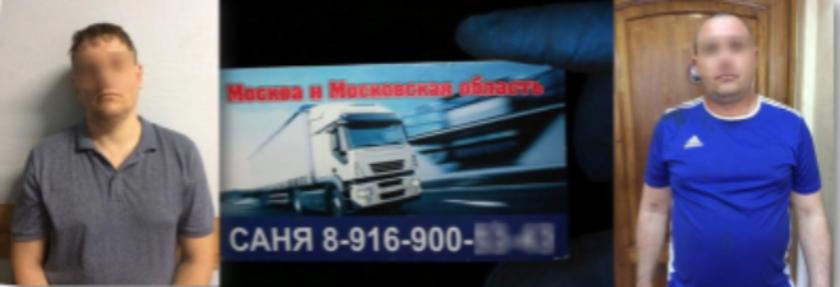 Москва и Московская область
САНЯ 8-916-900-